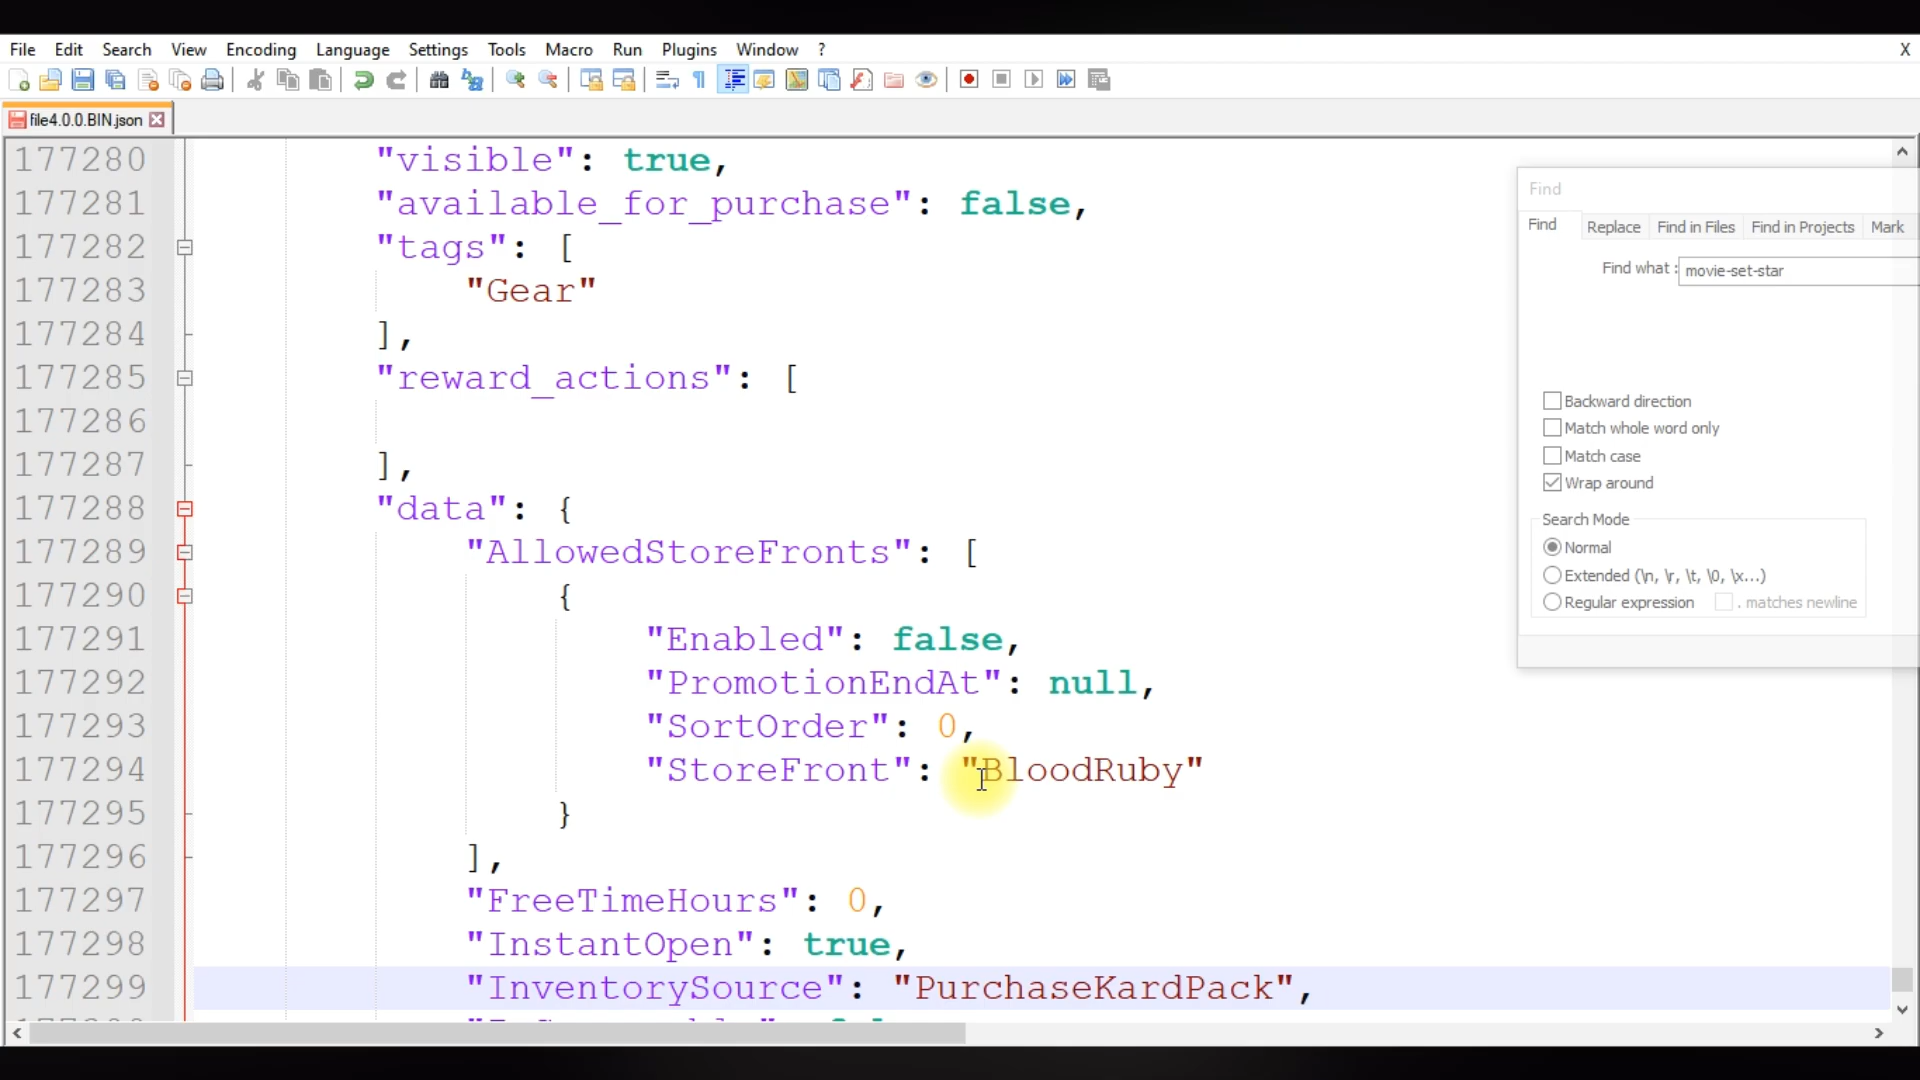 File Edit Search View Encoding Language Settings Tools Macro Run Plugins Window ? X
file4.0.0.BIN.json
177280 "visible": true,
177281 "available_for_purchase": false,
177282 "tags": [
177283 "Gear"
177284 ],
177285 "reward_actions": [
177286
177287 ],
177288 "data": {
177289 "AllowedStoreFronts": [
177290 {
177291 "Enabled": false,
177292 "PromotionEndAt": null,
177293 "SortOrder": 0,
177294 "StoreFront": "BloodRuby"
177295 }
177296 ],
177297 "FreeTimeHours": 0,
177298 "InstantOpen": true,
177299 "InventorySource": "PurchaseKardPack",
Find
Find Replace Find in Files Find in Projects Mark
Find what : movie-set-star
Backward direction
Match whole word only
Match case
Wrap around
Search Mode
Normal
Extended (\n, \r, \t, \0, \x...)
Regular expression . matches newline